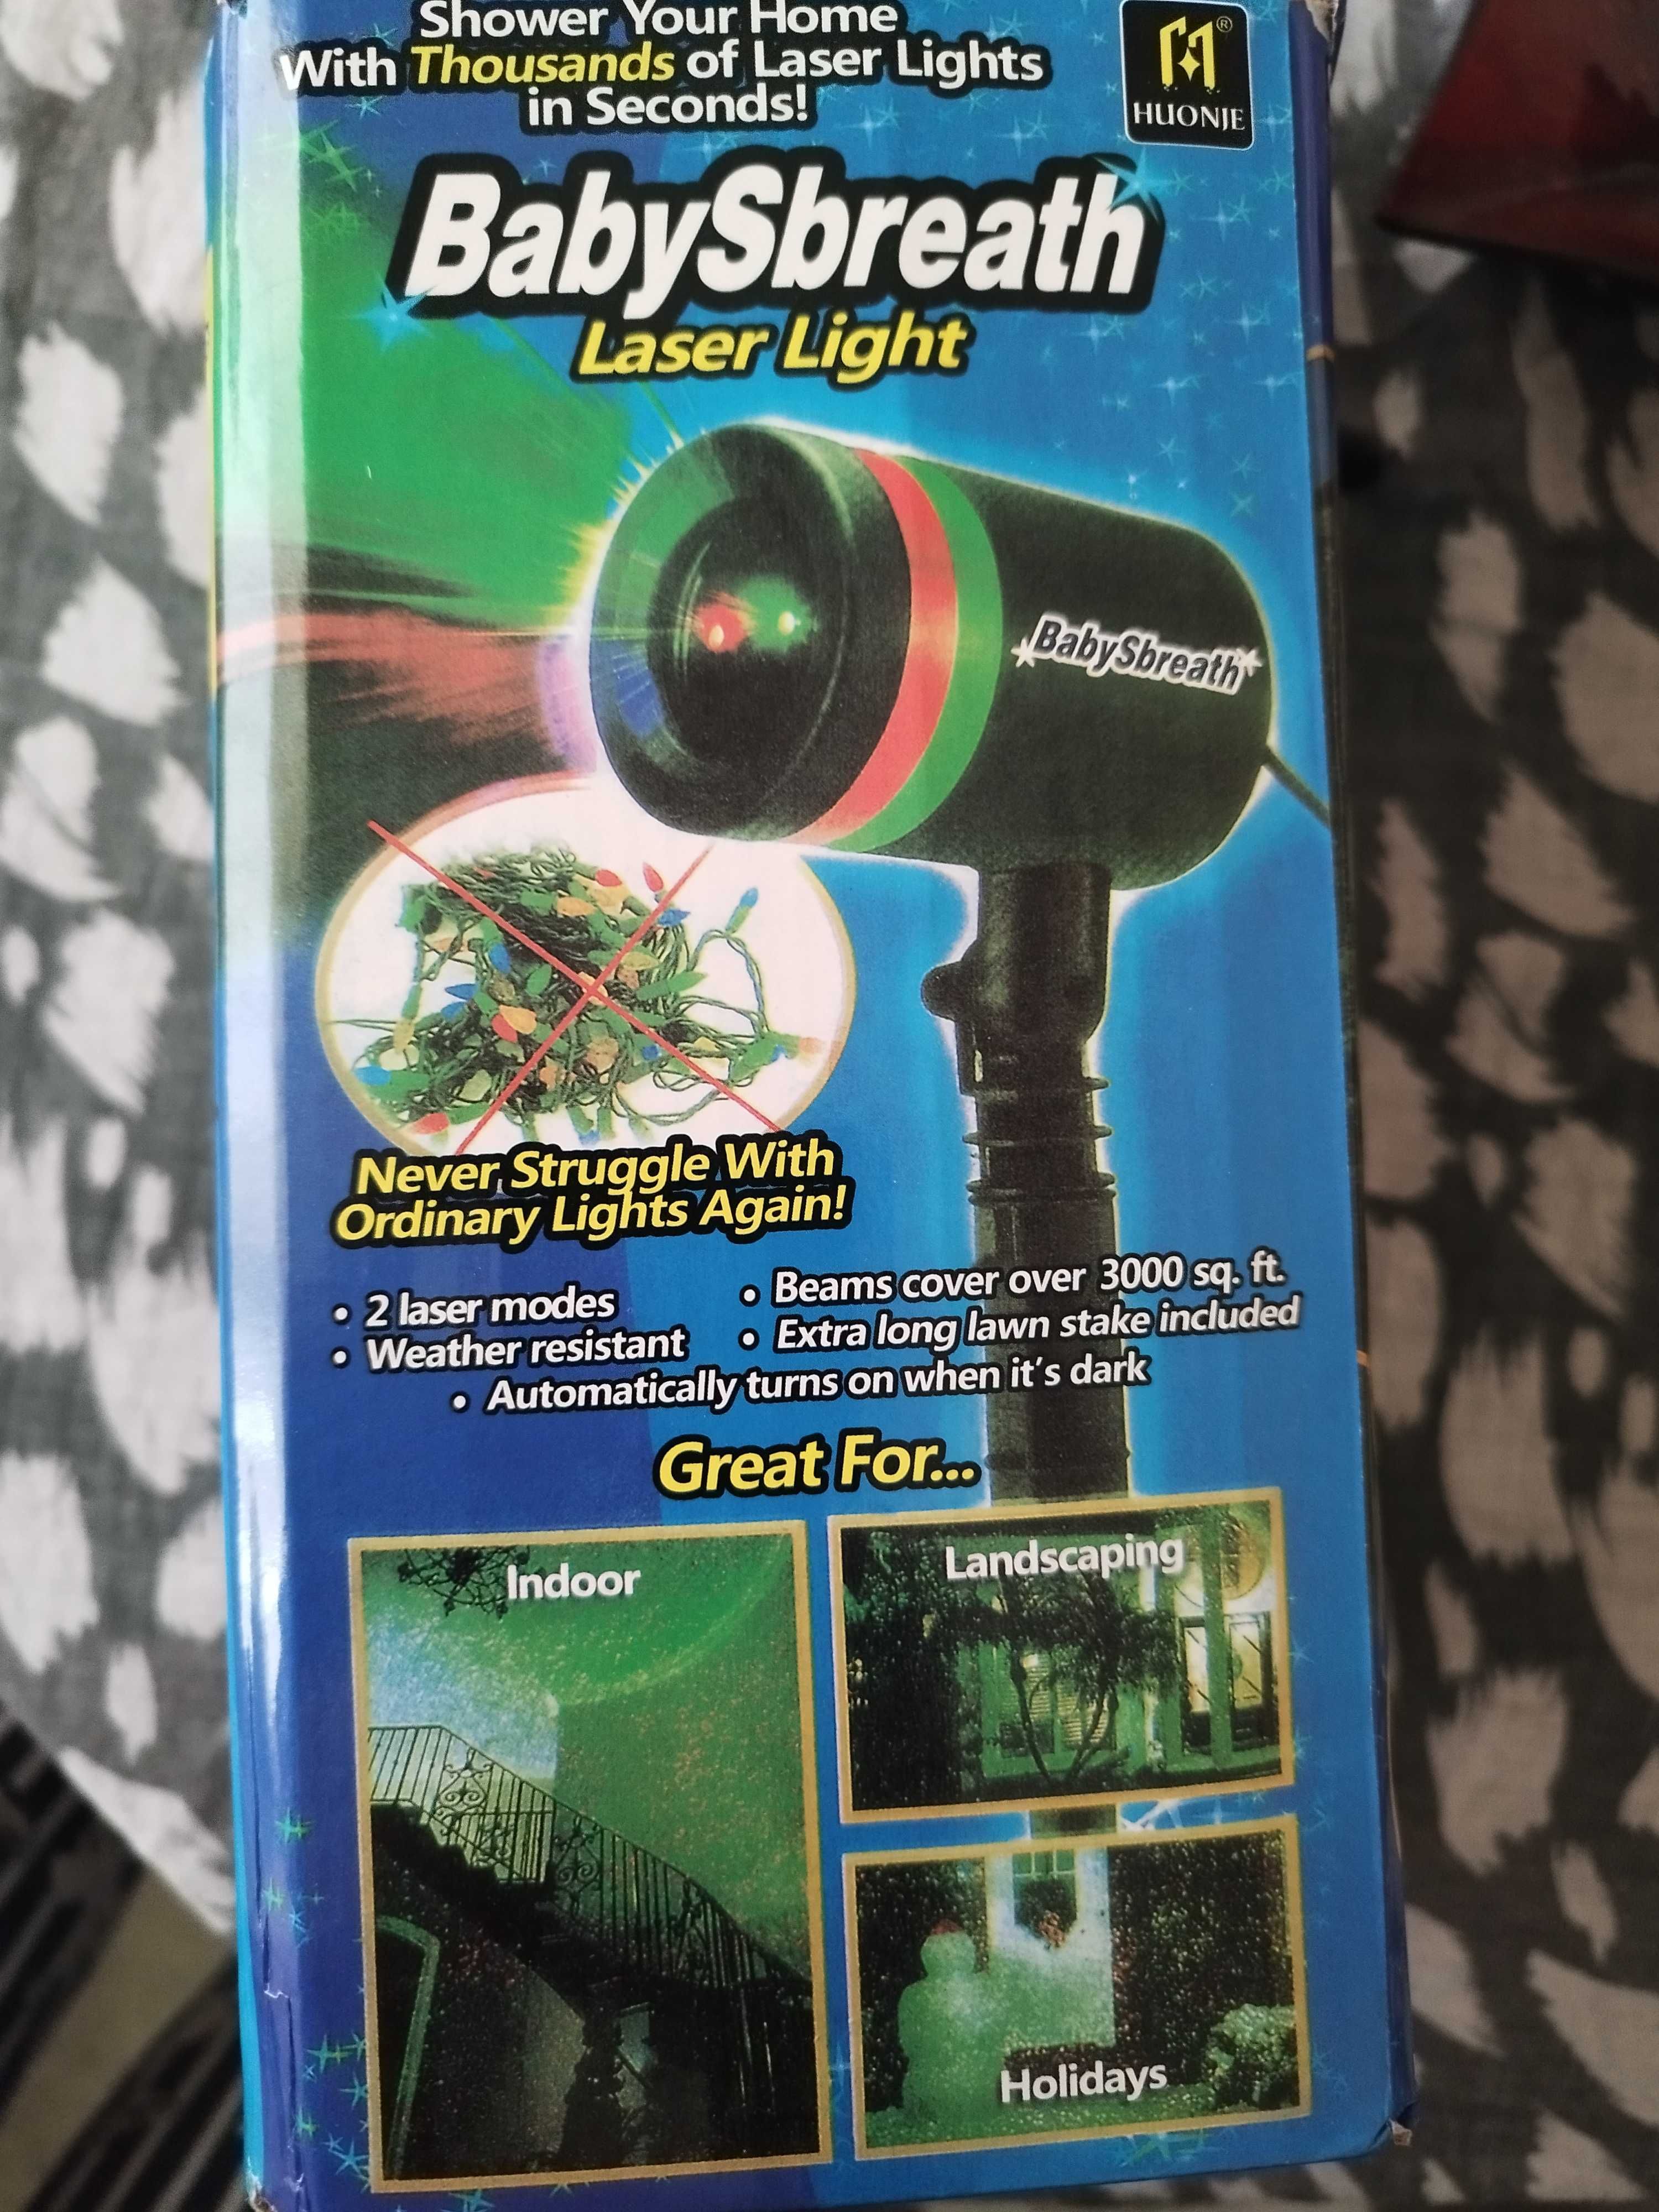 Shower Your Home
With Thousands of Laser Lights
in Seconds!
®
HUONJE
BabySbreath
Laser Light
BabySbreath
Never Struggle With
Ordinary Lights Again!
• 2 laser modes
• Weather resistant
• Beams cover over 3000 sq. ft.
• Extra long lawn stake included
• Automatically turns on when it's dark
Great For...
Indoor
Landscaping
Holidays